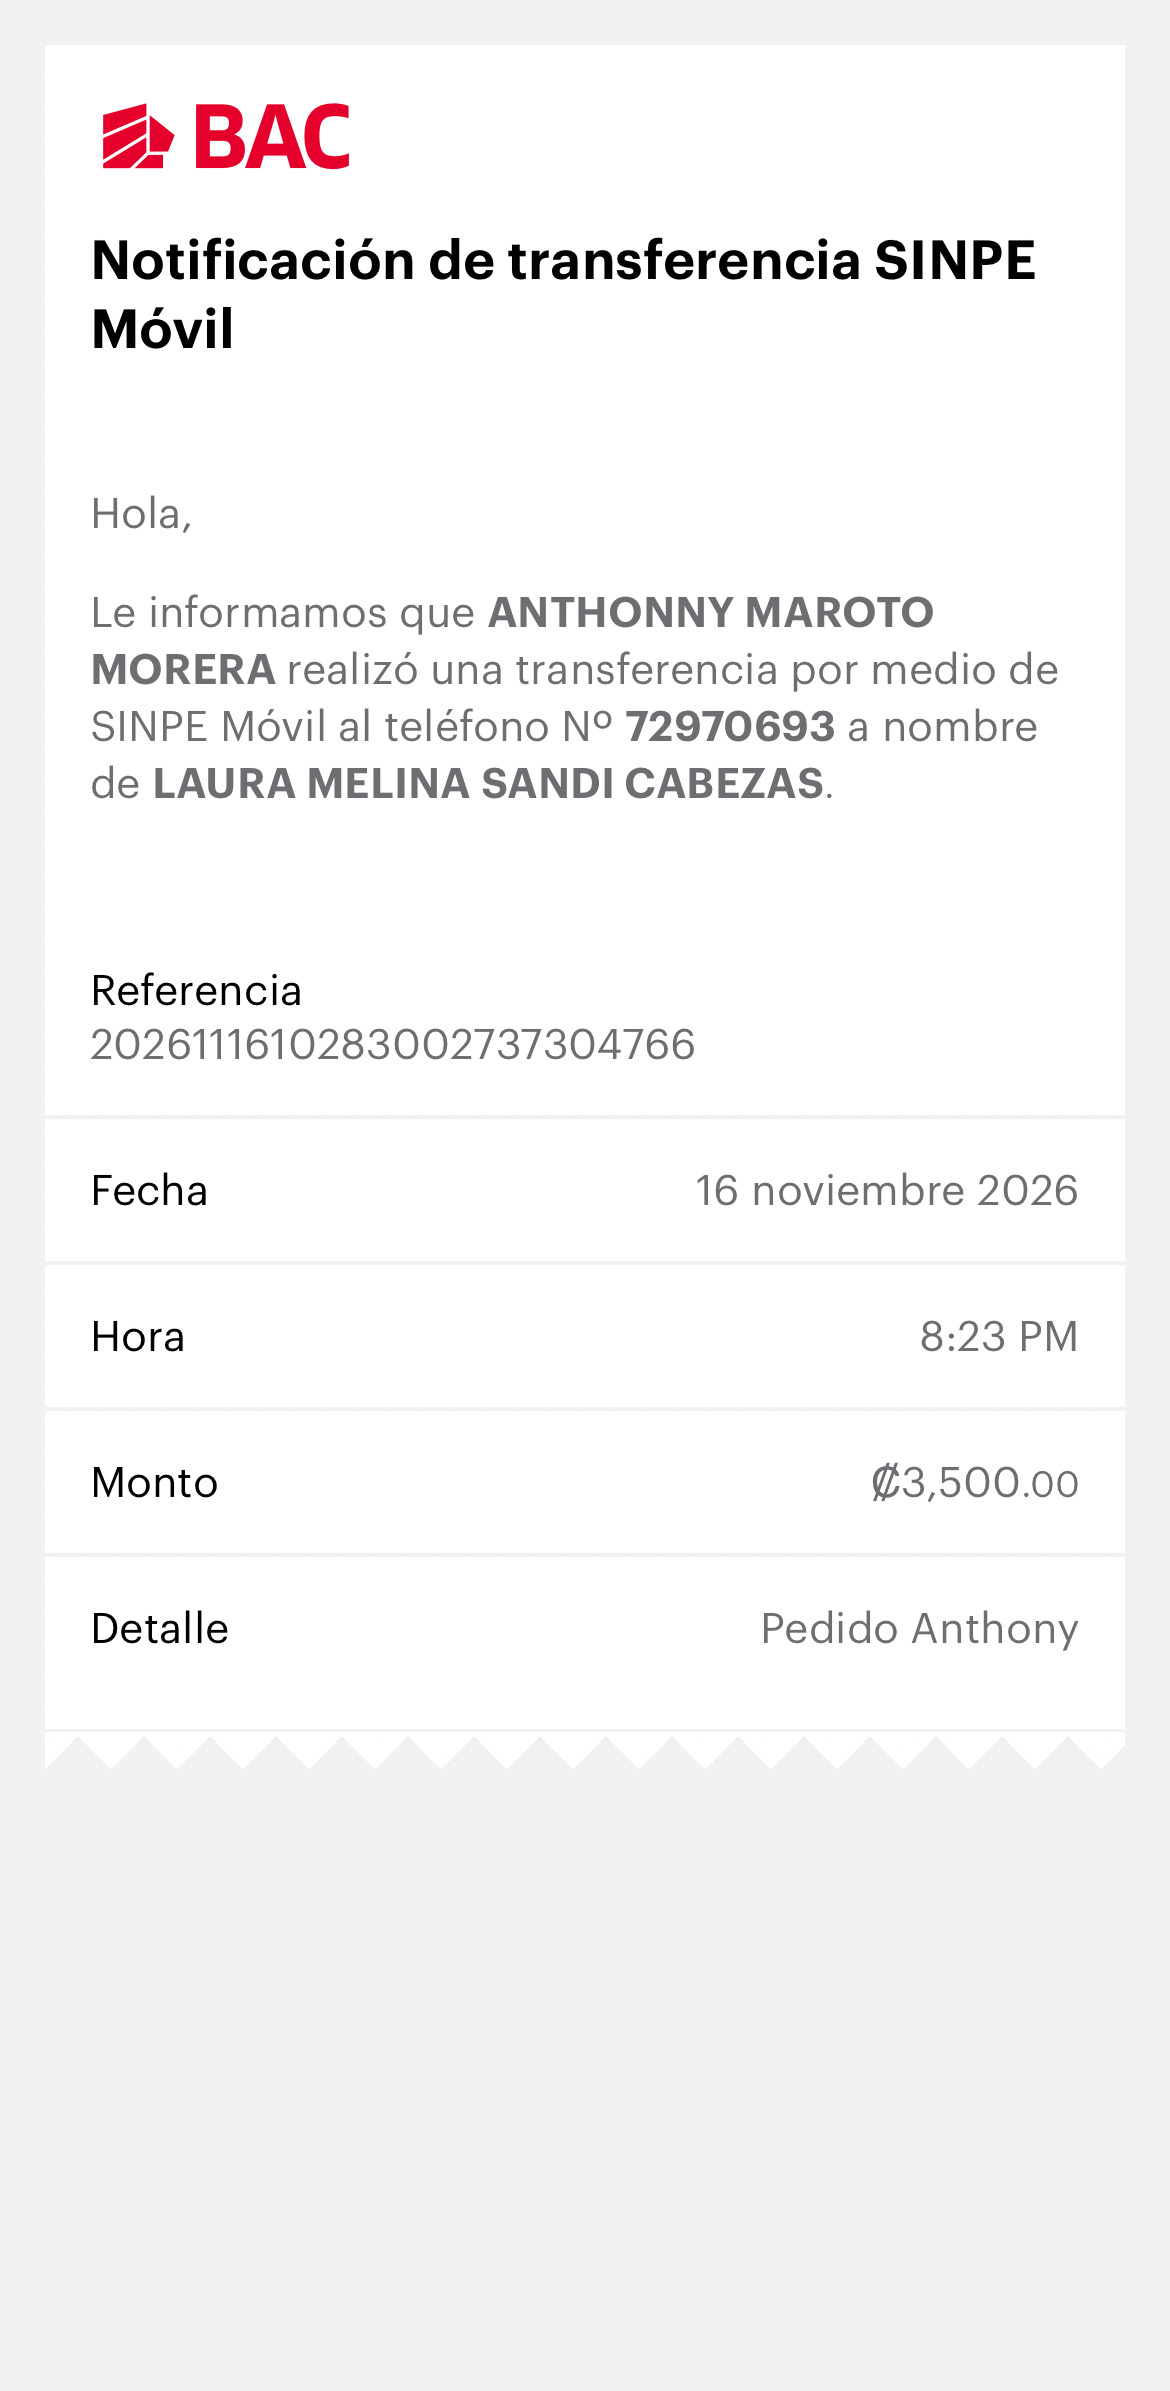 BAC
Notificación de transferencia SINPE
Móvil
Hola,
Le informamos que ANTHONNY MAROTO
MORERA realizó una transferencia por medio de
SINPE Móvil al teléfono Nº 72970693 a nombre
de LAURA MELINA SANDI CABEZAS.
Referencia
2026111610283002737304766
Fecha 16 noviembre 2026
Hora 8:23 PM
Monto ₡3,500.00
Detalle Pedido Anthony